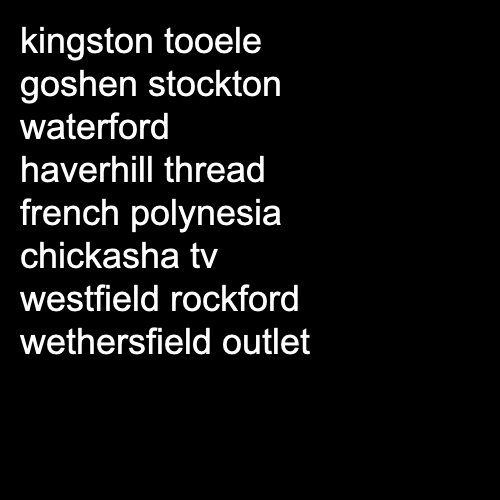 kingston tooele
goshen stockton
waterford
haverhill thread
french polynesia
chickasha tv
westfield rockford
wethersfield outlet